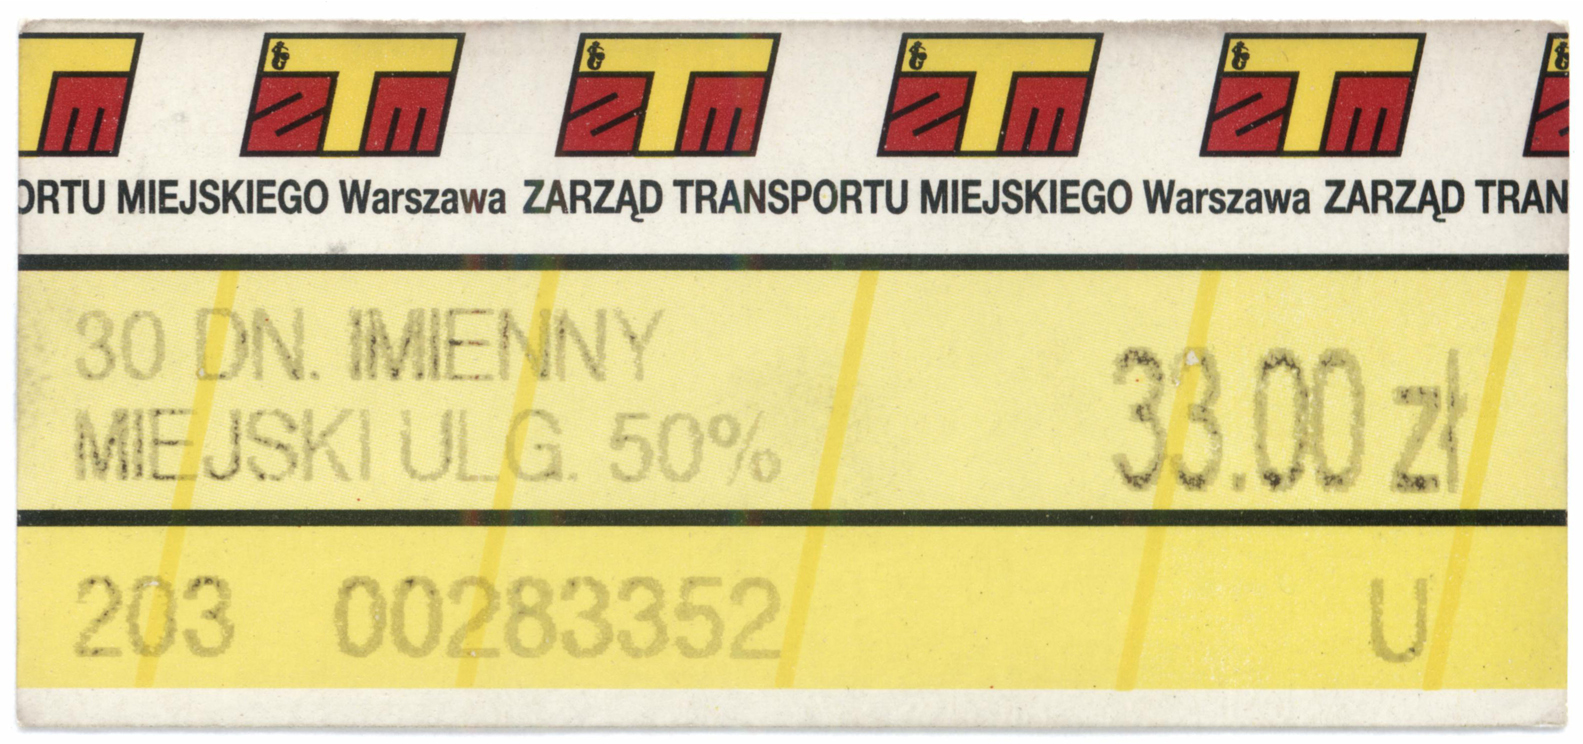 ZTM ZTM ZTM ZTM
ORTU MIEJSKIEGO Warszawa ZARZĄD TRANSPORTU MIEJSKIEGO Warszawa ZARZĄD TRAN
30 DN. IMIENNY
MIEJSKI ULG. 50%
33.00 zł
203 00283352 U